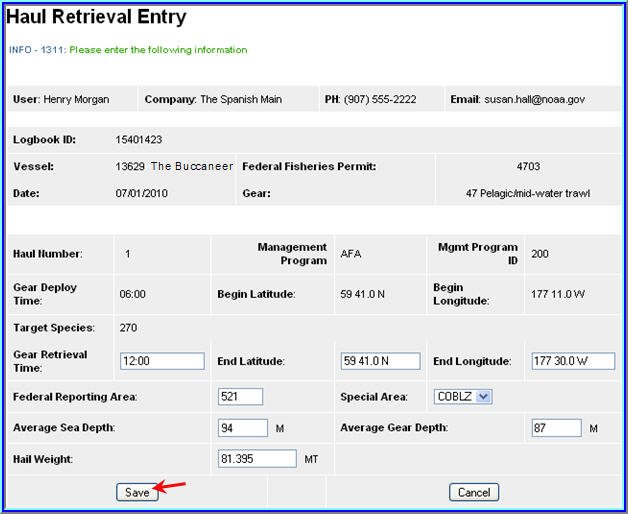 Haul Retrieval Entry
INFO - 1311: Please enter the following information
User: Henry Morgan Company: The Spanish Main PH: (907) 555-2222 Email: susan.hall@noaa.gov
Logbook ID: 15401423
Vessel: 13629 The Buccaneer Federal Fisheries Permit: 4703
Date: 07/01/2010 Gear: 47 Pelagic/mid-water trawl
Haul Number: 1 Management Program AFA Mgmt Program ID 200
Gear Deploy Time: 06:00 Begin Latitude: 59 41.0 N Begin Longitude: 177 11.0 W
Target Species: 270
Gear Retrieval Time: 12:00 End Latitude: 59 41.0 N End Longitude: 177 30.0 W
Federal Reporting Area: 521 Special Area: COBLZ
Average Sea Depth: 94 M Average Gear Depth: 87 M
Hail Weight: 81.395 MT
Save Cancel